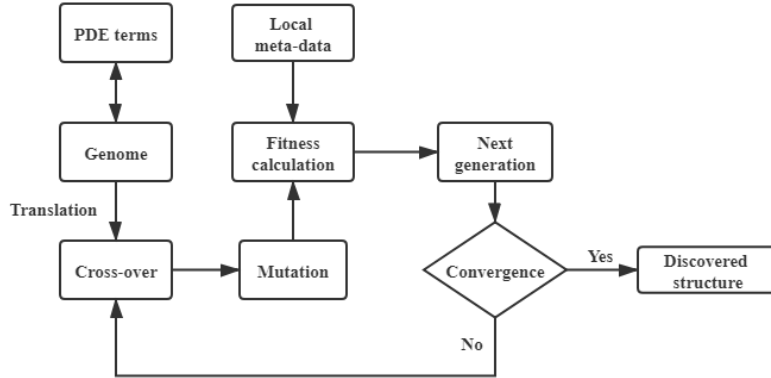 PDE terms
Local
meta-data
Genome
Fitness
calculation
Next
generation
Translation
Cross-over
Mutation
Convergence
Yes
Discovered
structure
No